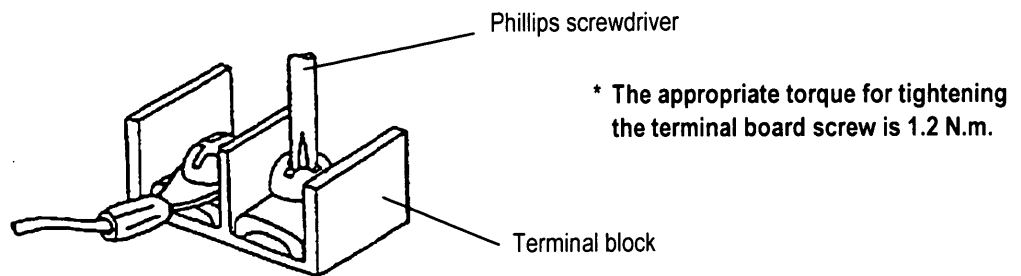 Phillips screwdriver
* The appropriate torque for tightening
the terminal board screw is 1.2 N.m.
Terminal block